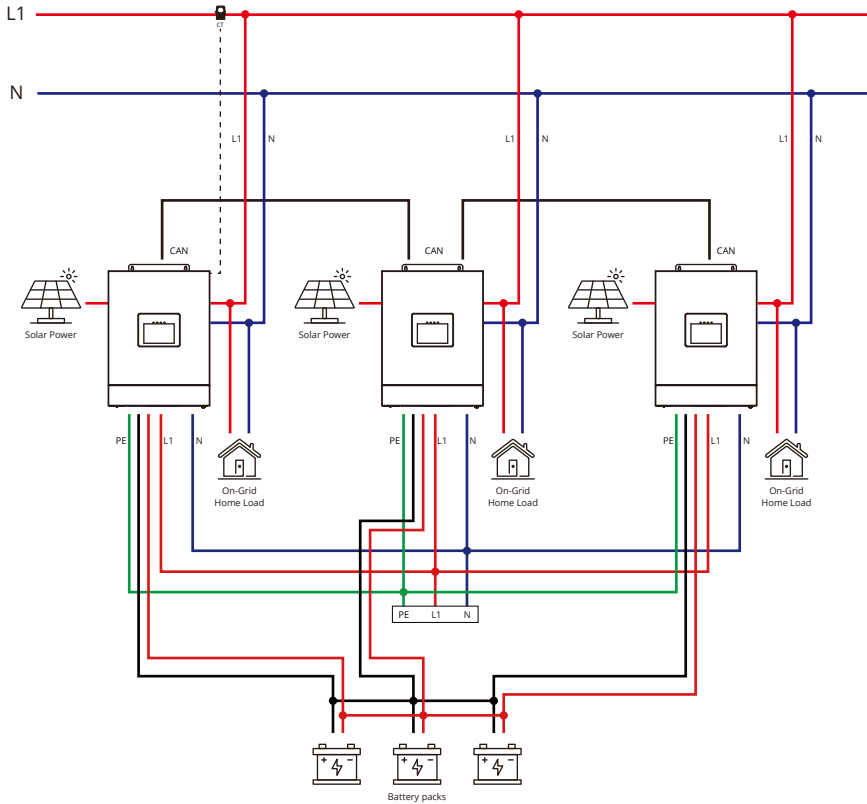 L1
CT
N
L1
N
L1
N
L1
N
CAN
CAN
CAN
Solar Power
Solar Power
Solar Power
PE
L1
N
PE
L1
N
PE
L1
N
On-Grid
Home Load
On-Grid
Home Load
On-Grid
Home Load
PE
L1
N
+
−
+
−
+
−
Battery packs